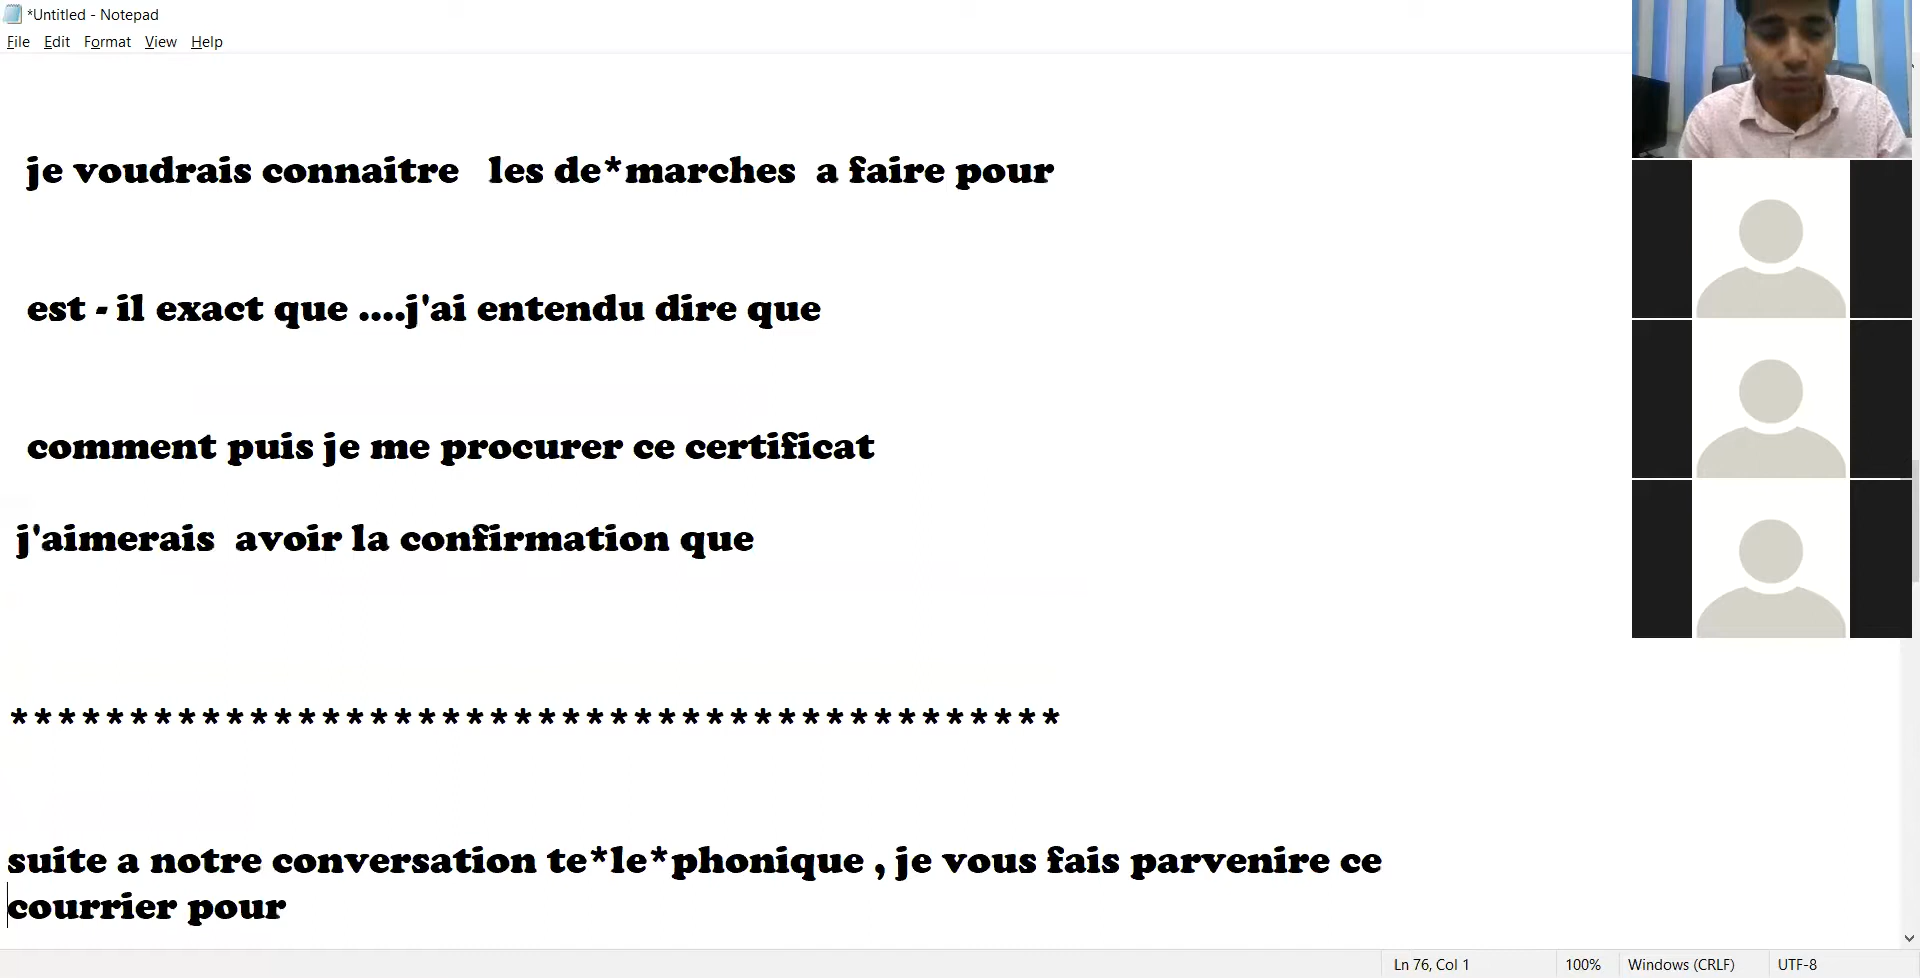 *Untitled - Notepad
File Edit Format View Help
je voudrais connaitre les de*marches a faire pour
est - il exact que ....j'ai entendu dire que
comment puis je me procurer ce certificat
j'aimerais avoir la confirmation que
********************************************
suite a notre conversation te*le*phonique , je vous fais parvenire ce
courrier pour
Ln 76, Col 1 100% Windows (CRLF) UTF-8